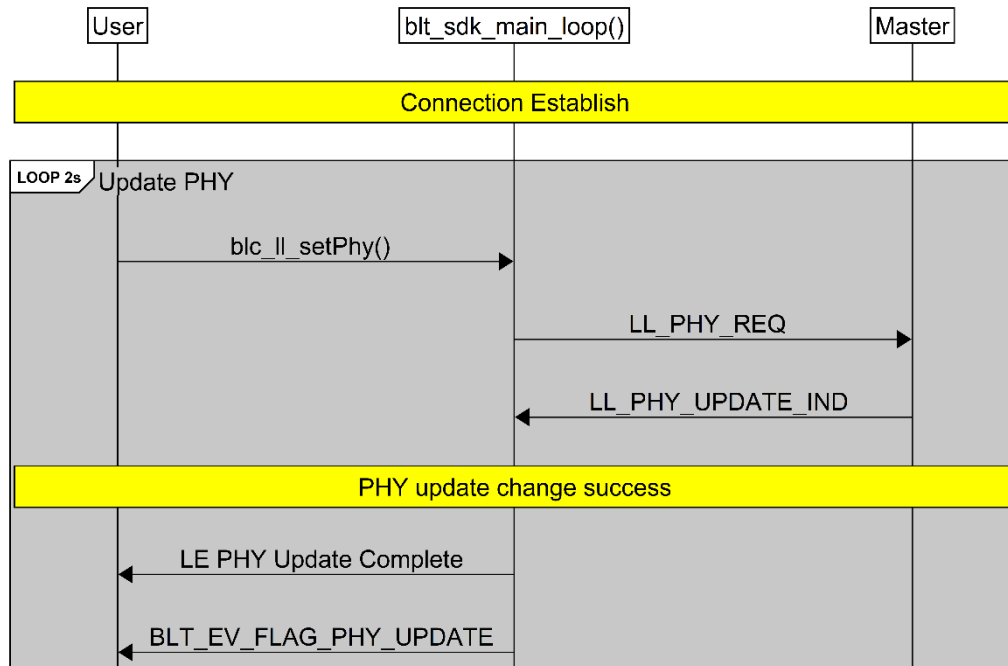 User
blt_sdk_main_loop()
Master
Connection Establish
LOOP 2s
Update PHY
blc_ll_setPhy()
LL_PHY_REQ
LL_PHY_UPDATE_IND
PHY update change success
LE PHY Update Complete
BLT_EV_FLAG_PHY_UPDATE